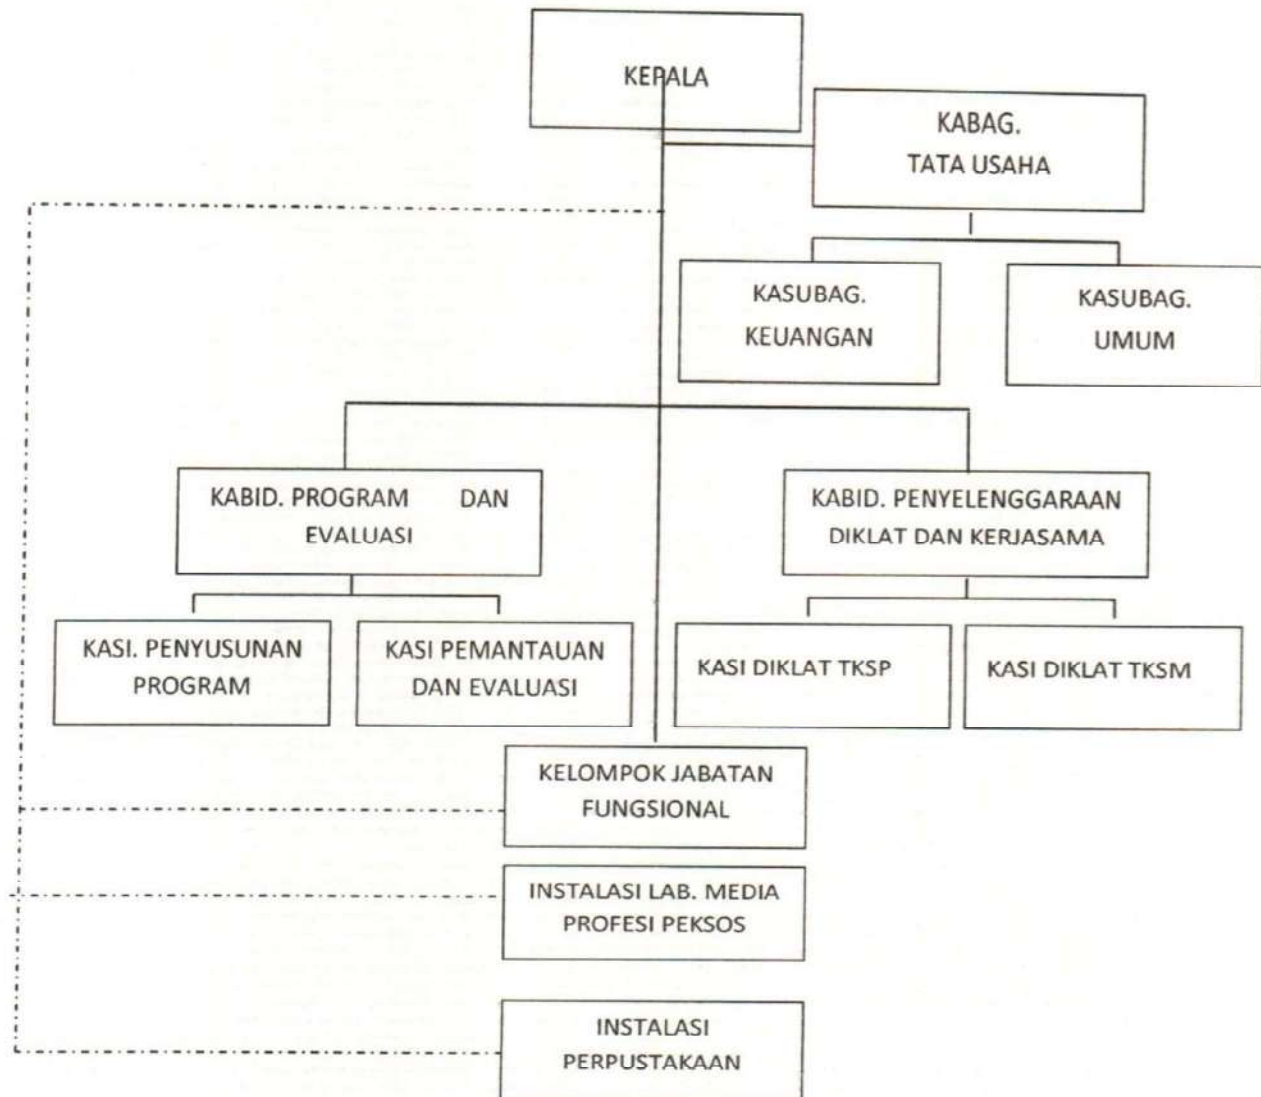 KEPALA
KABAG.
TATA USAHA
KASUBAG.
KEUANGAN
KASUBAG.
UMUM
KABID. PROGRAM DAN
EVALUASI
KABID. PENYELENGGARAAN
DIKLAT DAN KERJASAMA
KASI. PENYUSUNAN
PROGRAM
KASI PEMANTAUAN
DAN EVALUASI
KASI DIKLAT TKSP
KASI DIKLAT TKSM
KELOMPOK JABATAN
FUNGSIONAL
INSTALASI LAB. MEDIA
PROFESI PEKSOS
INSTALASI
PERPUSTAKAAN